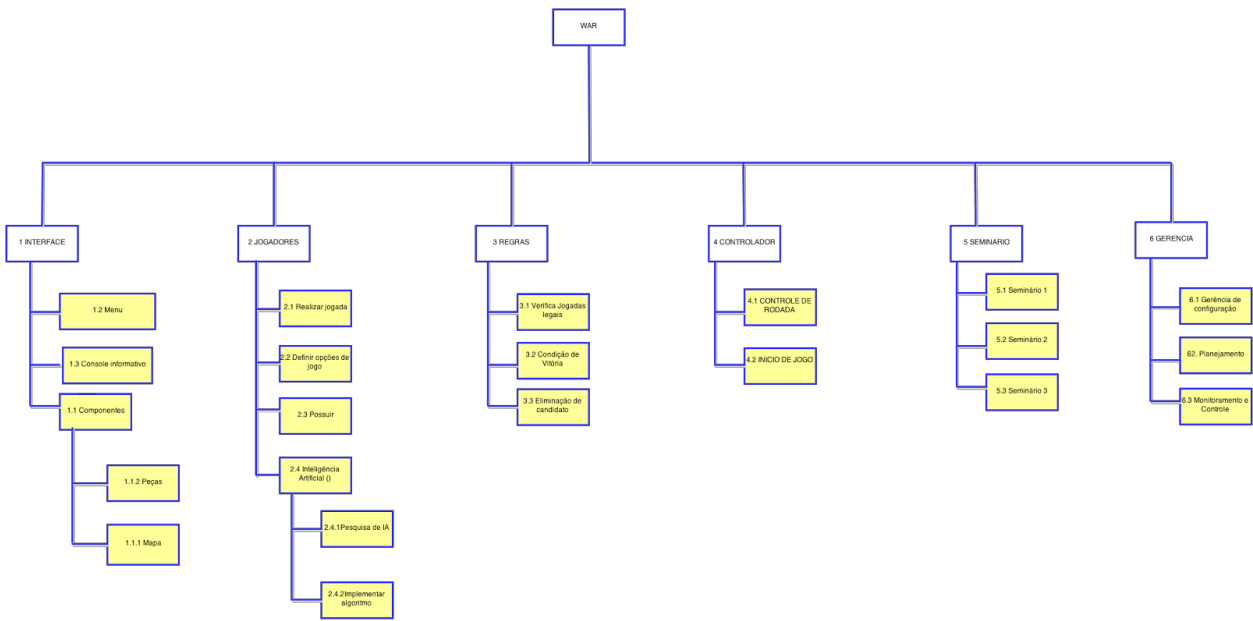 WAR
1 INTERFACE
1.2 Menu
1.3 Console informativo
1.1 Componentes
1.1.2 Peças
1.1.1 Mapa
2 JOGADORES
2.1 Realizar jogada
2.2 Definir opções de
jogo
2.3 Possuir
2.4 Inteligência
Artificial ()
2.4.1Pesquisa de IA
2.4.2Implementar
algoritmo
3 REGRAS
3.1 Verifica Jogadas
legais
3.2 Condição de
Vitória
3.3 Eliminação de
candidato
4 CONTROLADOR
4.1 CONTROLE DE
RODADA
4.2 INICIO DE JOGO
5 SEMINARIO
5.1 Seminário 1
5.2 Seminário 2
5.3 Seminário 3
6 GERENCIA
6.1 Gerência de
configuração
62. Planejamento
6.3 Monitoramento e
Controle